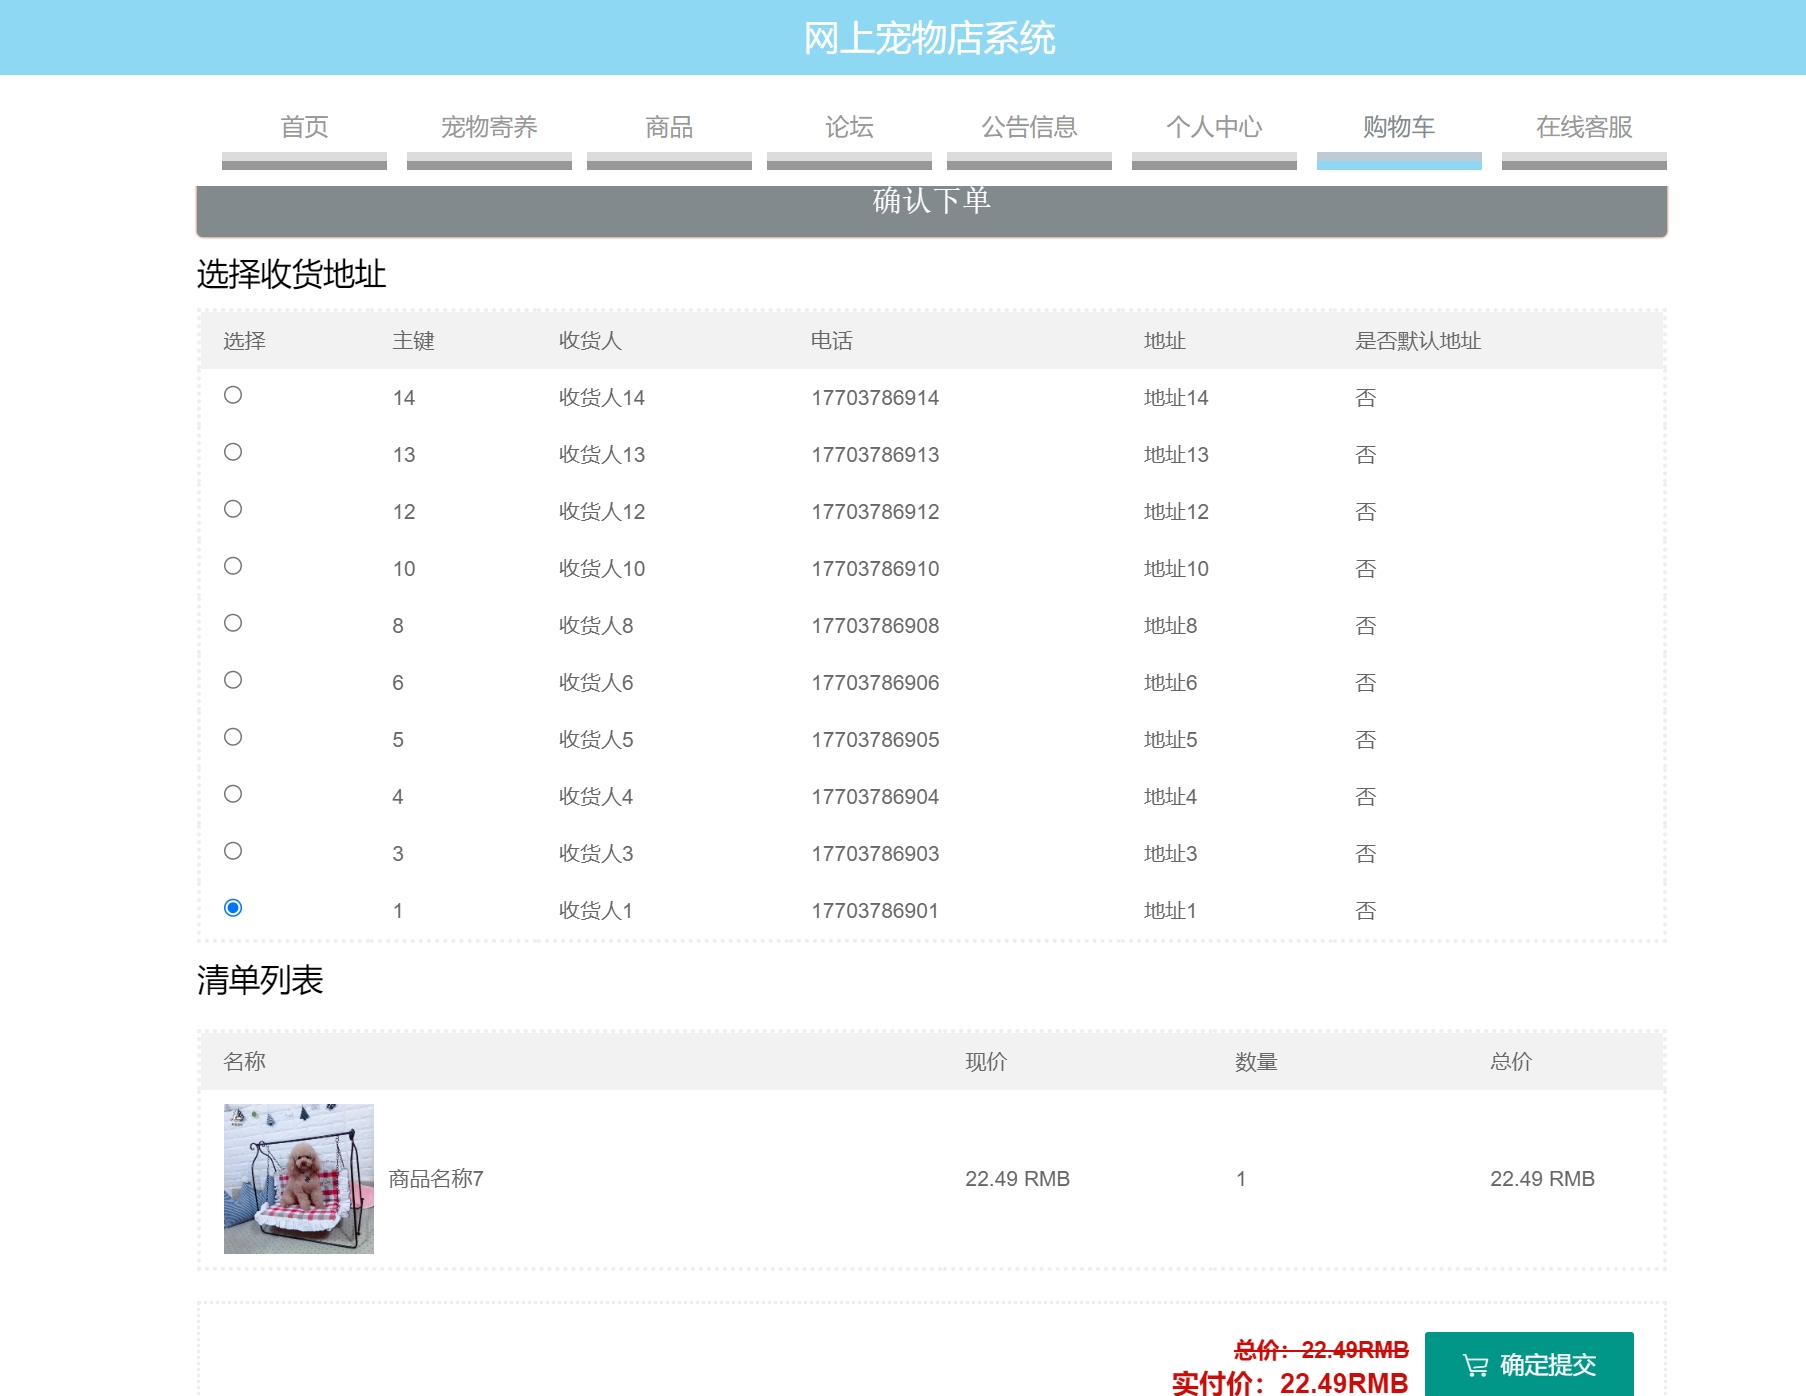 网上宠物店系统
首页 宠物寄养 商品 论坛 公告信息 个人中心 购物车 在线客服
确认下单
选择收货地址
选择 主键 收货人 电话 地址 是否默认地址
14 收货人14 17703786914 地址14 否
13 收货人13 17703786913 地址13 否
12 收货人12 17703786912 地址12 否
10 收货人10 17703786910 地址10 否
8 收货人8 17703786908 地址8 否
6 收货人6 17703786906 地址6 否
5 收货人5 17703786905 地址5 否
4 收货人4 17703786904 地址4 否
3 收货人3 17703786903 地址3 否
1 收货人1 17703786901 地址1 否
清单列表
名称 现价 数量 总价
商品名称7 22.49 RMB 1 22.49 RMB
总价：22.49RMB
实付价：22.49RMB
确定提交